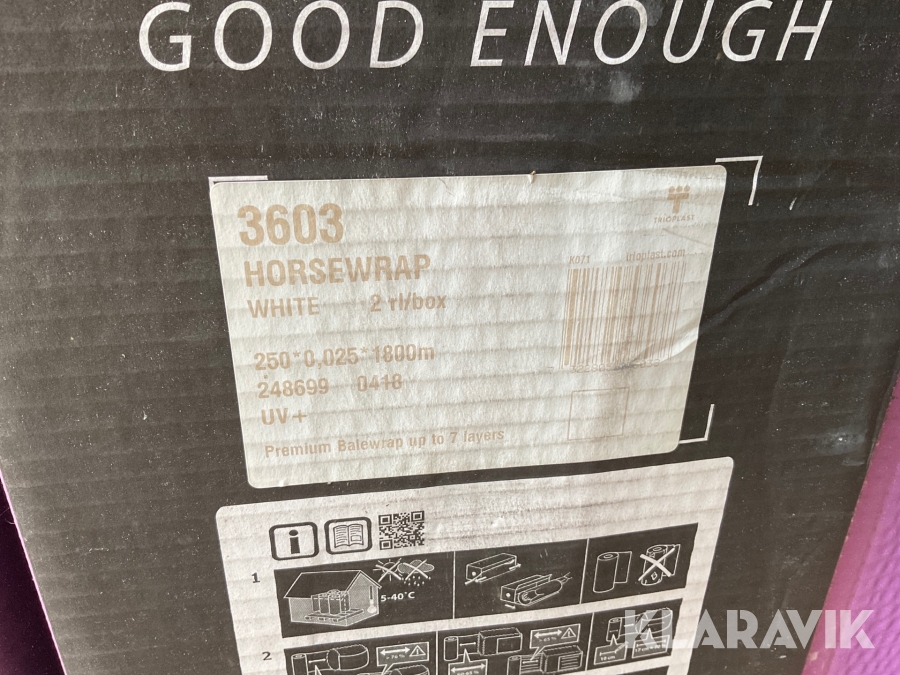 GOOD ENOUGH
3603
TRIOPLAST
HORSEWRAP
K071 trioplast.com
WHITE 2 rl/box
250*0,025*1800m
248699 0418
UV+
Premium Balewrap up to 7 layers
i
1
5-40°C
2
KLARAVIK